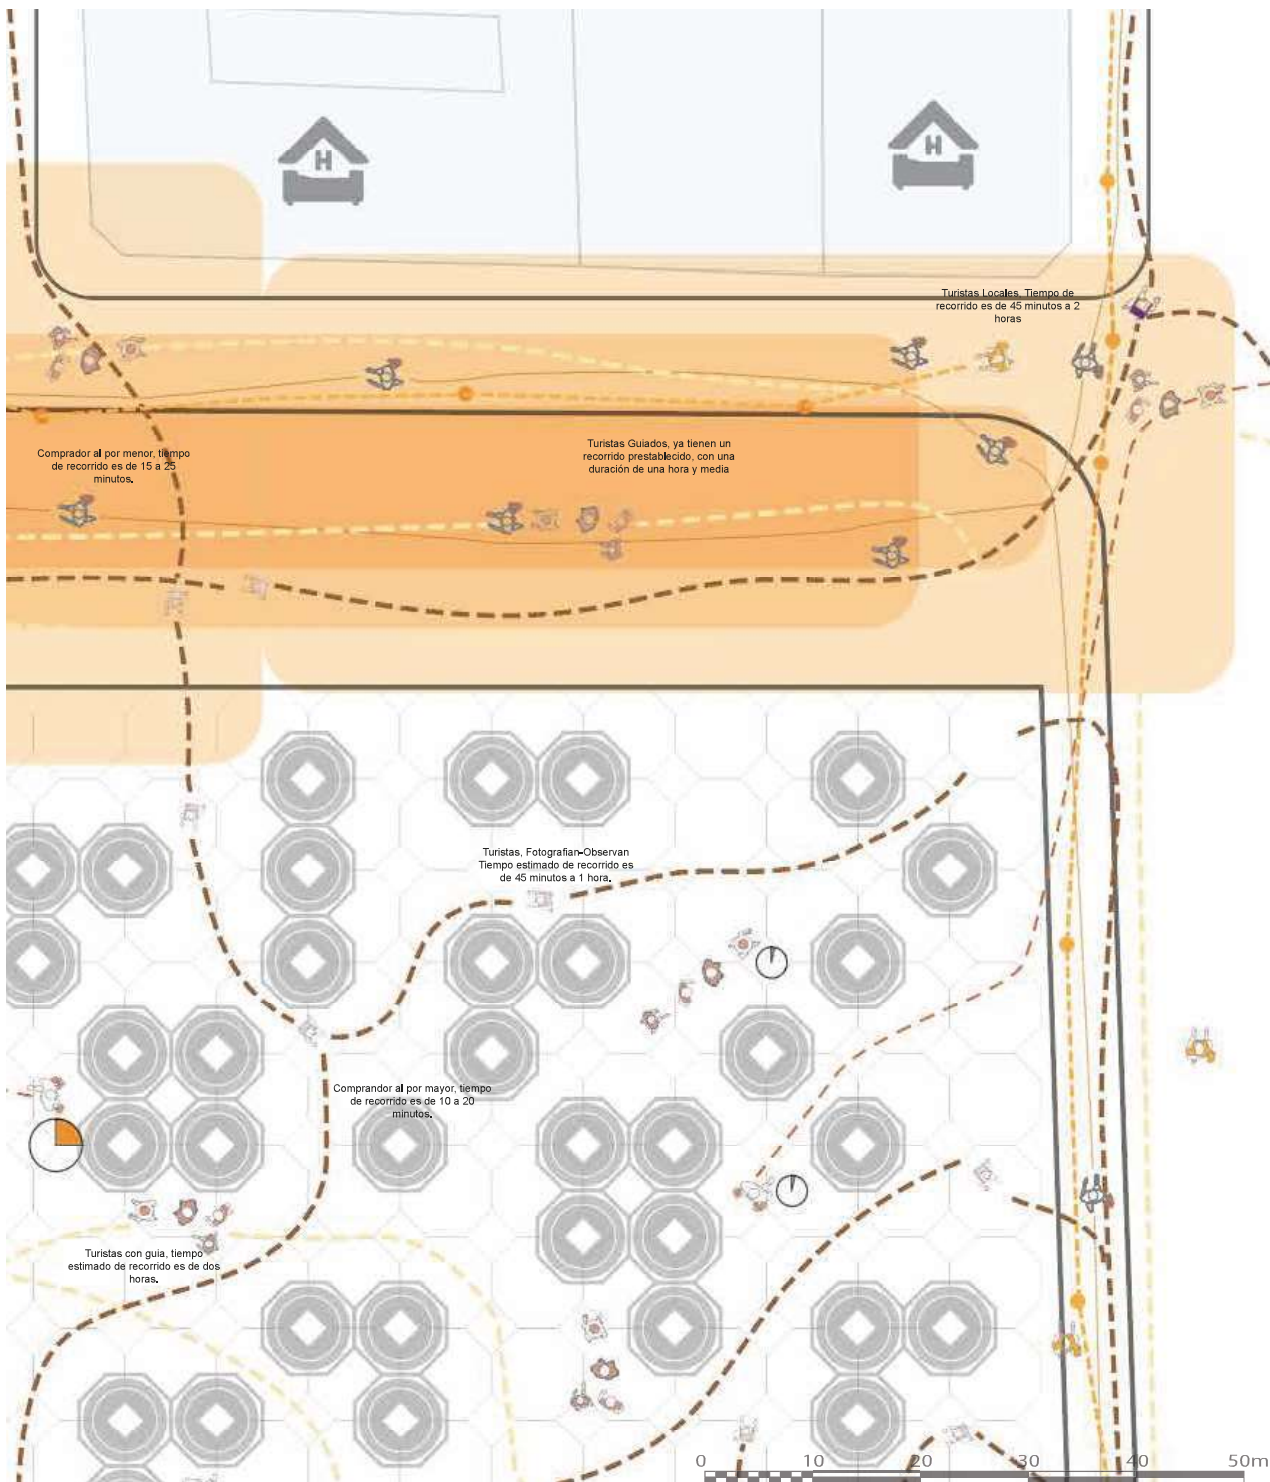 H
H
Turistas Locales. Tiempo de
recorrido es de 45 minutos a 2
horas
Comprador al por menor, tiempo
de recorrido es de 15 a 25
minutos.
Turistas Guiados, ya tienen un
recorrido prestablecido, con una
duración de una hora y media
Turistas, Fotografian-Observan
Tiempo estimado de recorrido es
de 45 minutos a 1 hora.
Comprandor al por mayor, tiempo
de recorrido es de 10 a 20
minutos.
Turistas con guia, tiempo
estimado de recorrido es de dos
horas.
0 10 20 30 40 50m